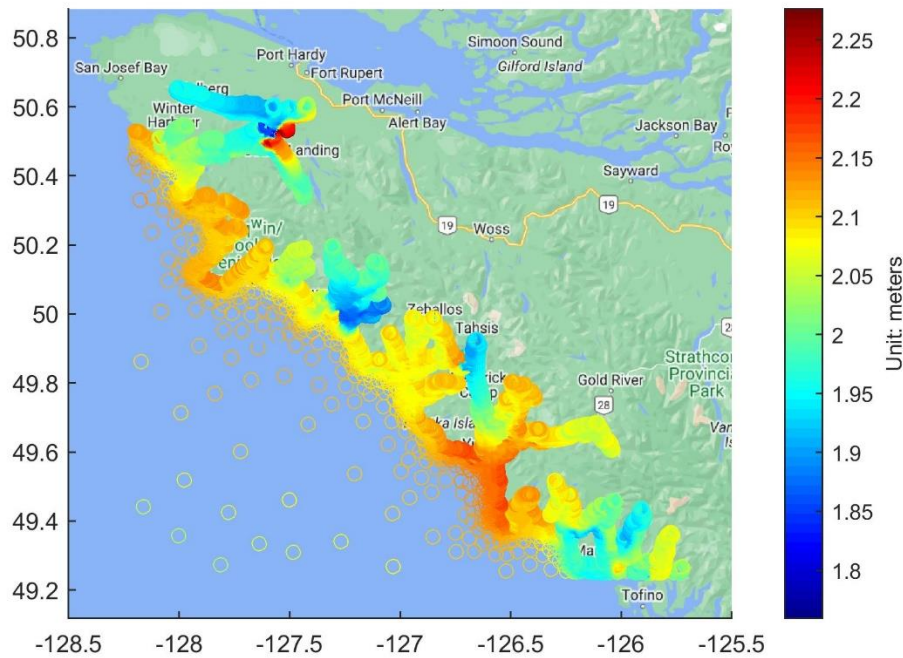 50.8
50.6
50.4
50.2
50
49.8
49.6
49.4
49.2
-128.5
-128
-127.5
-127
-126.5
-126
-125.5
San Josef Bay
Port Hardy
Fort Rupert
Simoon Sound
Gilford Island
Winter
Port McNeill
Alert Bay
Jackson Bay
Sayward
19
19
Woss
Zeballos
Tahsis
Strathcon
Provincial
Park
Gold River
28
Tofino
2.25
2.2
2.15
2.1
2.05
2
1.95
1.9
1.85
1.8
Unit: meters